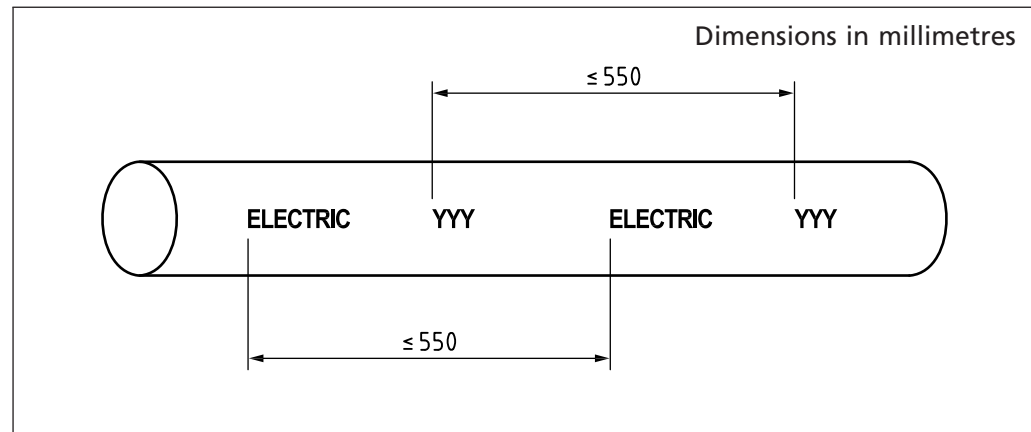 Dimensions in millimetres
≤ 550
ELECTRIC YYY ELECTRIC YYY
≤ 550